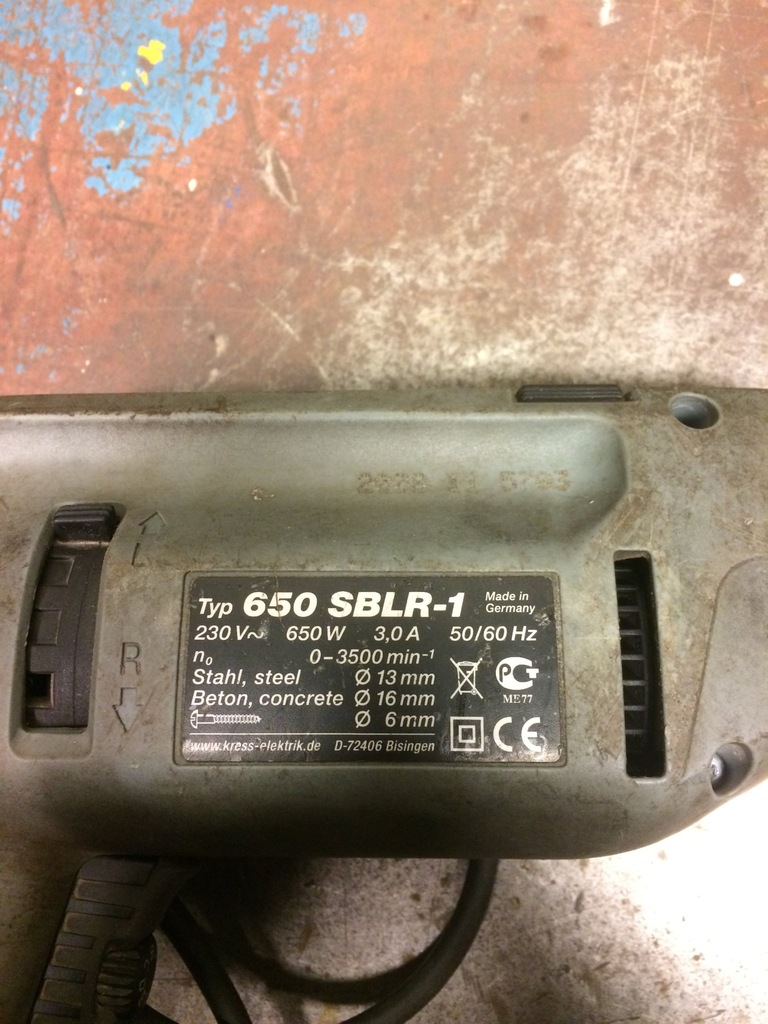 Typ 650 SBLR-1
Made in
Germany
230 V~ 650 W 3,0 A 50/60 Hz
n₀ 0–3500 min⁻¹
Stahl, steel Ø 13 mm
Beton, concrete Ø 16 mm
Ø 6 mm
www.kress-elektrik.de D-72406 Bisingen
РСТ
ME77
CE
R